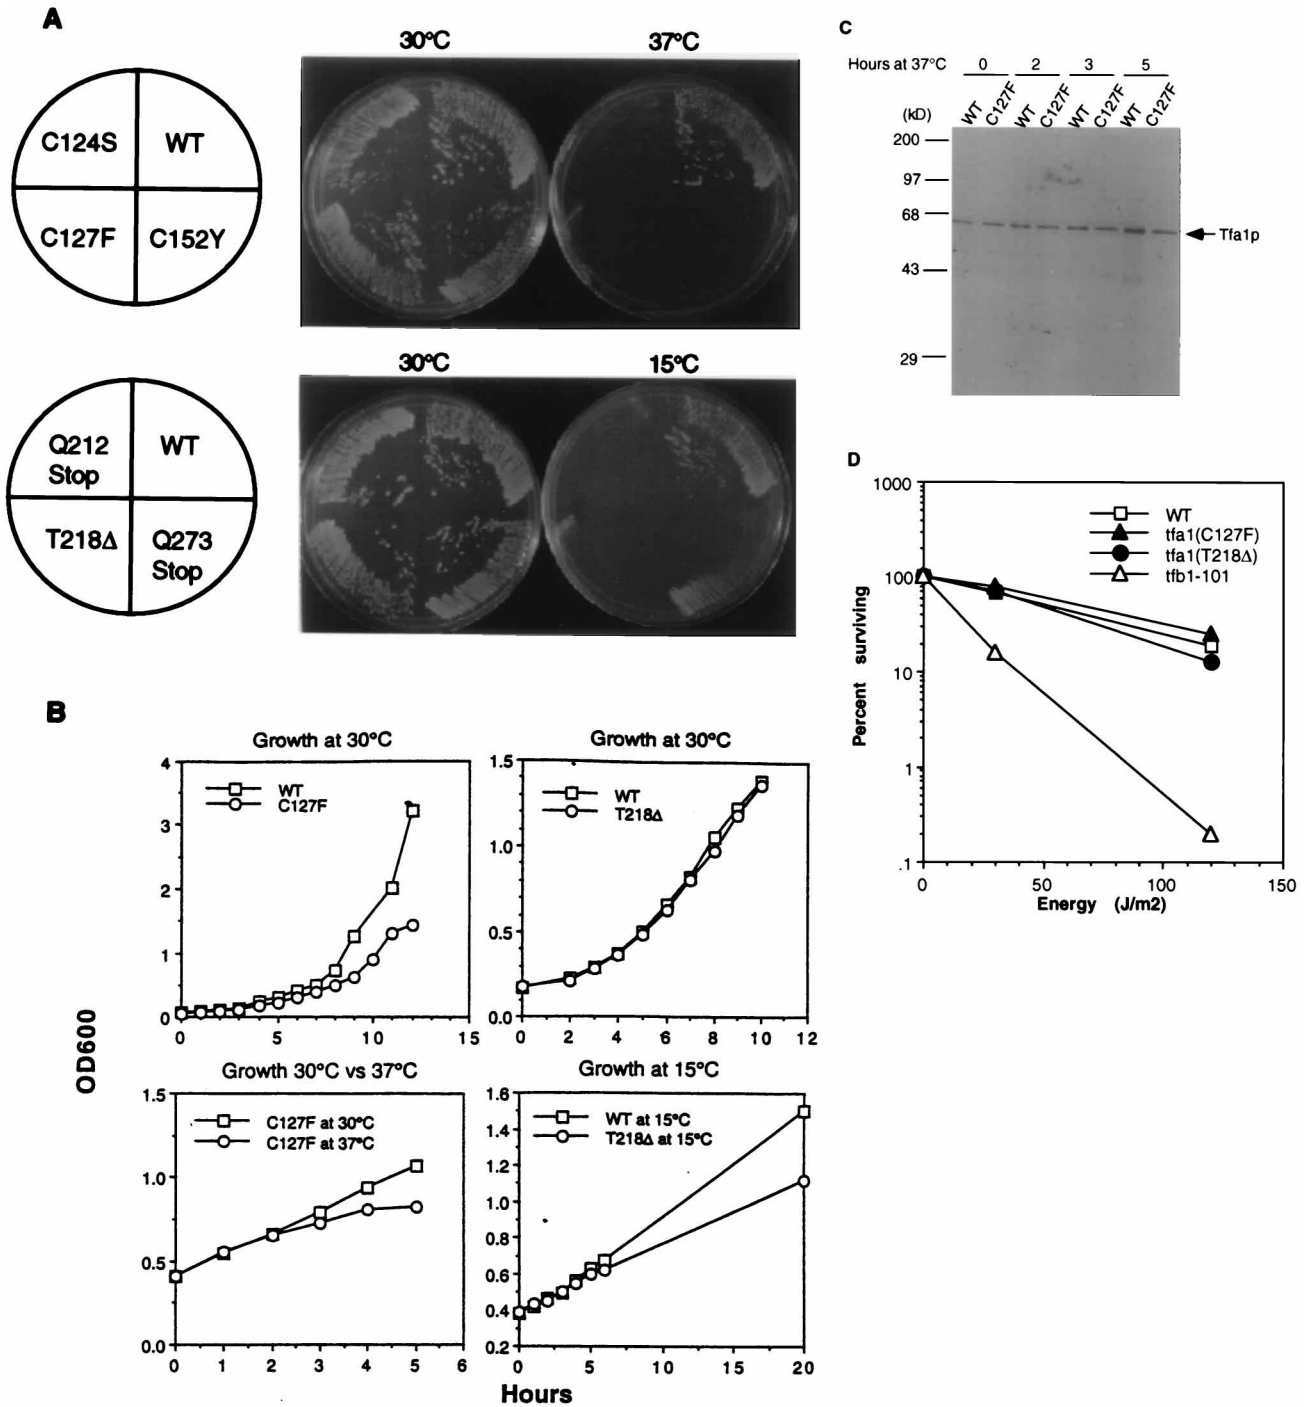 A
30°C 37°C
C124S WT
C127F C152Y
30°C 15°C
Q212 Stop WT
T218Δ Q273 Stop
B
Growth at 30°C
WT
C127F
4
3
2
1
0
0 5 10 15
Growth at 30°C
WT
T218Δ
1.5
1.0
0.5
0.0
0 2 4 6 8 10 12
OD600
Growth 30°C vs 37°C
C127F at 30°C
C127F at 37°C
1.5
1.0
0.5
0.0
0 1 2 3 4 5 6
Growth at 15°C
WT at 15°C
T218Δ at 15°C
1.6
1.4
1.2
1.0
0.8
0.6
0.4
0.2
0 5 10 15 20
Hours
C
Hours at 37°C 0 2 3 5
(kD) WT C127F WT C127F WT C127F WT C127F
200
97
68
43
29
Tfa1p
D
WT
tfa1(C127F)
tfa1(T218Δ)
tfb1-101
1000
100
10
1
.1
Percent surviving
0 50 100 150
Energy (J/m2)